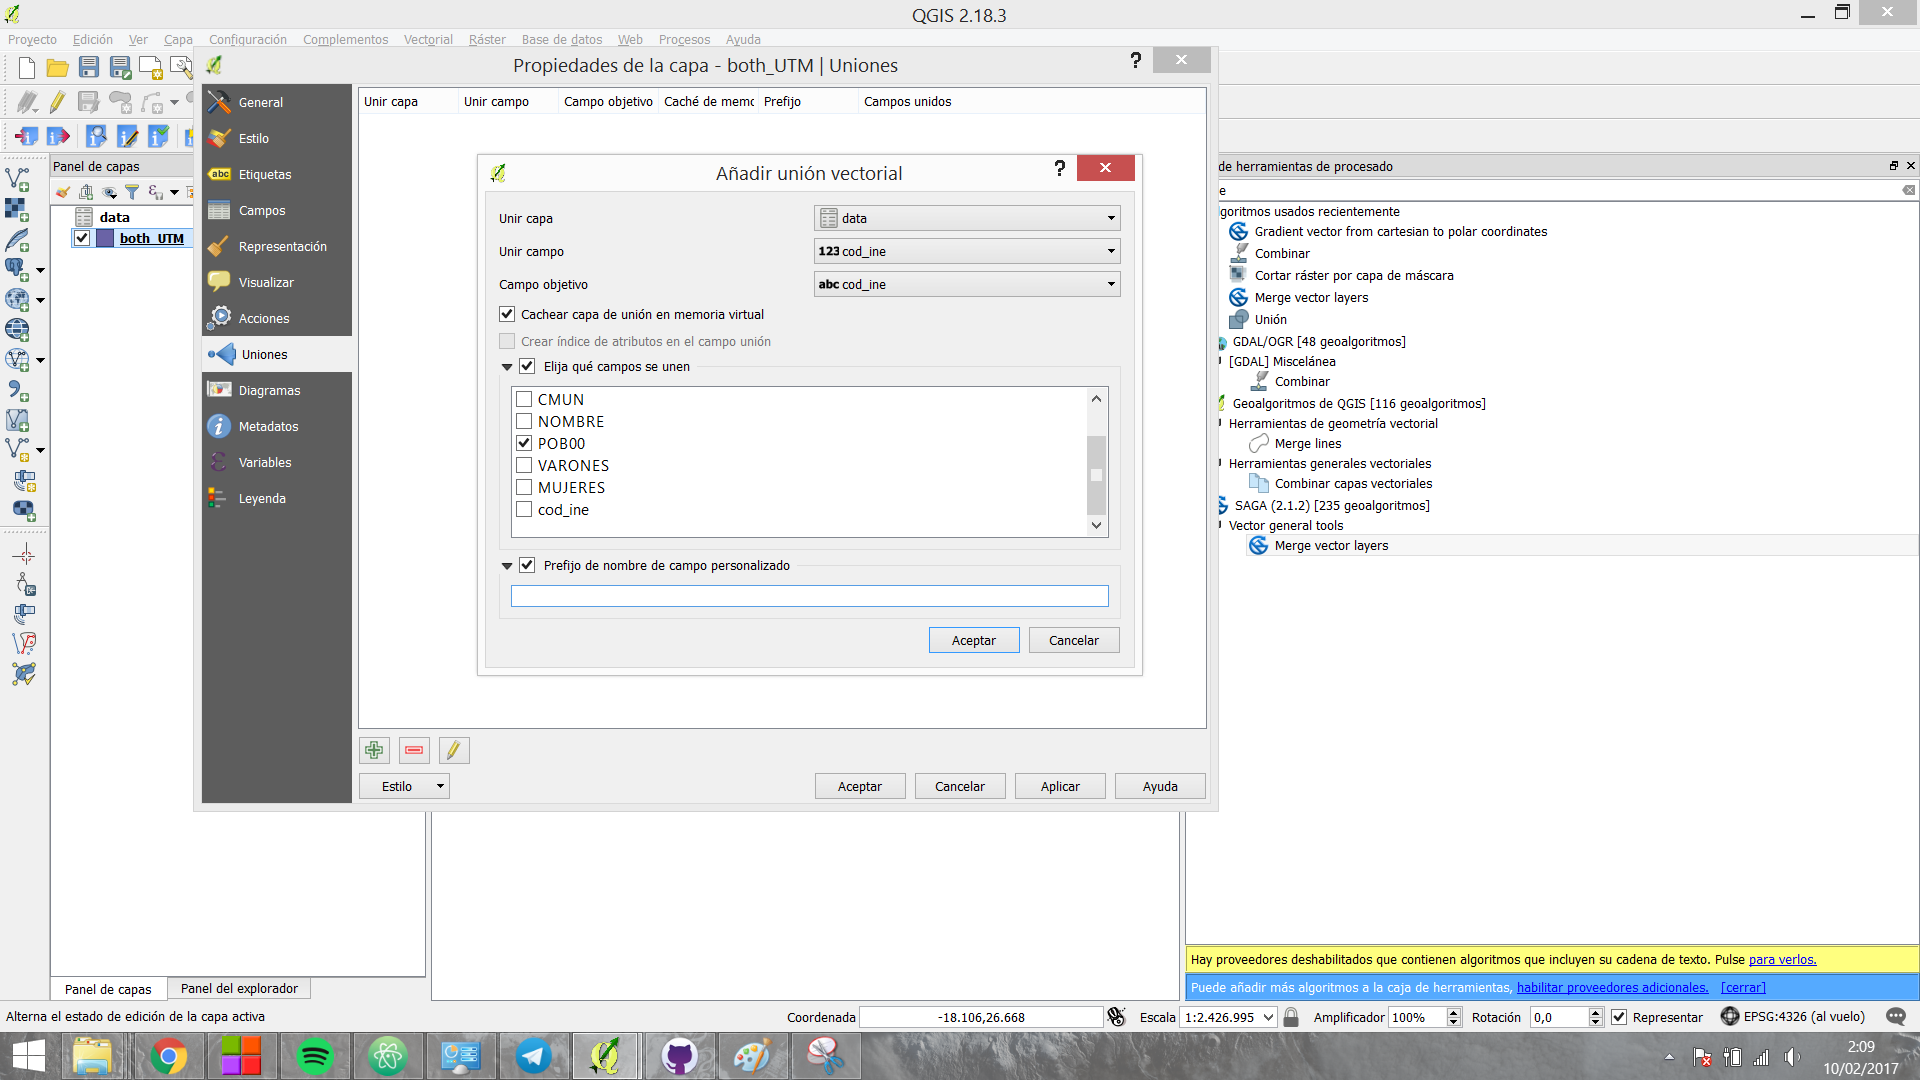 QGIS 2.18.3
Proyecto Edición Ver Capa Configuración Complementos Vectorial Ráster Base de datos Web Procesos Ayuda
Propiedades de la capa - both_UTM | Uniones
?
General
Estilo
Etiquetas
Campos
Representación
Visualizar
Acciones
Uniones
Diagramas
Metadatos
Variables
Leyenda
Unir capa Unir campo Campo objetivo Caché de memo Prefijo Campos unidos
Panel de capas
data
both_UTM
Añadir unión vectorial
?
Unir capa data
Unir campo 123 cod_ine
Campo objetivo abc cod_ine
Cachear capa de unión en memoria virtual
Crear índice de atributos en el campo unión
Elija qué campos se unen
CMUN
NOMBRE
POB00
VARONES
MUJERES
cod_ine
Prefijo de nombre de campo personalizado
Aceptar Cancelar
Estilo Aceptar Cancelar Aplicar Ayuda
de herramientas de procesado
e
goritmos usados recientemente
Gradient vector from cartesian to polar coordinates
Combinar
Cortar ráster por capa de máscara
Merge vector layers
Unión
GDAL/OGR [48 geoalgoritmos]
[GDAL] Miscelánea
Combinar
Geoalgoritmos de QGIS [116 geoalgoritmos]
Herramientas de geometría vectorial
Merge lines
Herramientas generales vectoriales
Combinar capas vectoriales
SAGA (2.1.2) [235 geoalgoritmos]
Vector general tools
Merge vector layers
Hay proveedores deshabilitados que contienen algoritmos que incluyen su cadena de texto. Pulse para verlos.
Puede añadir más algoritmos a la caja de herramientas, habilitar proveedores adicionales. [cerrar]
Panel de capas Panel del explorador
Alterna el estado de edición de la capa activa Coordenada -18.106,26.668 Escala 1:2.426.995 Amplificador 100% Rotación 0,0 Representar EPSG:4326 (al vuelo)
2:09
10/02/2017